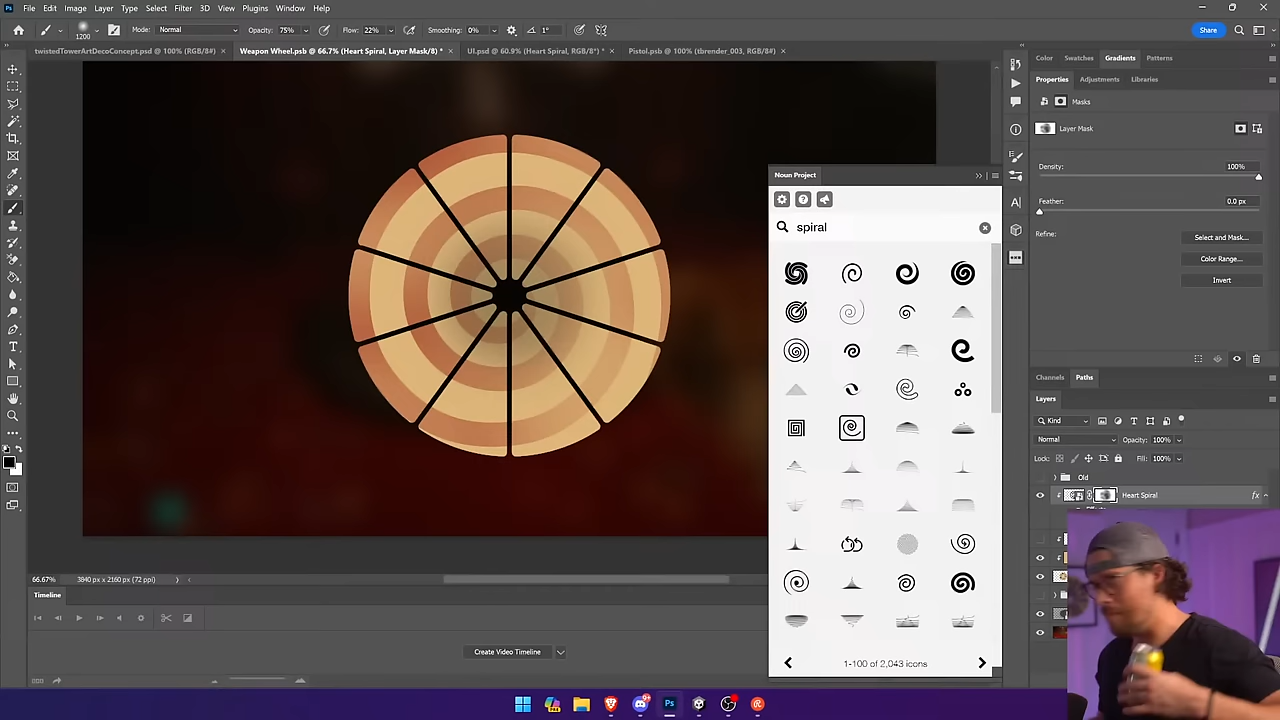 File Edit Image Layer Type Select Filter 3D View Plugins Window Help
1200 Mode: Normal Opacity: 75% Flow: 22% Smoothing: 0% 1° Share
twistedTowerArtDecoConcept.psd @ 100% (RGB/8#) × Weapon Wheel.psb @ 66.7% (Heart Spiral, Layer Mask/8) * × UI.psd @ 60.9% (Heart Spiral, RGB/8*) * × Pistol.psb @ 100% (tbrender_003, RGB/8#) ×
Color Swatches Gradients Patterns
Properties Adjustments Libraries
Masks
Layer Mask
Density: 100%
Feather: 0.0 px
Refine: Select and Mask...
Color Range...
Invert
Noun Project
spiral
1-100 of 2,043 icons
Channels Paths
Layers
Kind
Normal Opacity: 100%
Lock: Fill: 100%
Old
Heart Spiral fx
66.67% 3840 px x 2160 px (72 ppi)
Timeline
Create Video Timeline